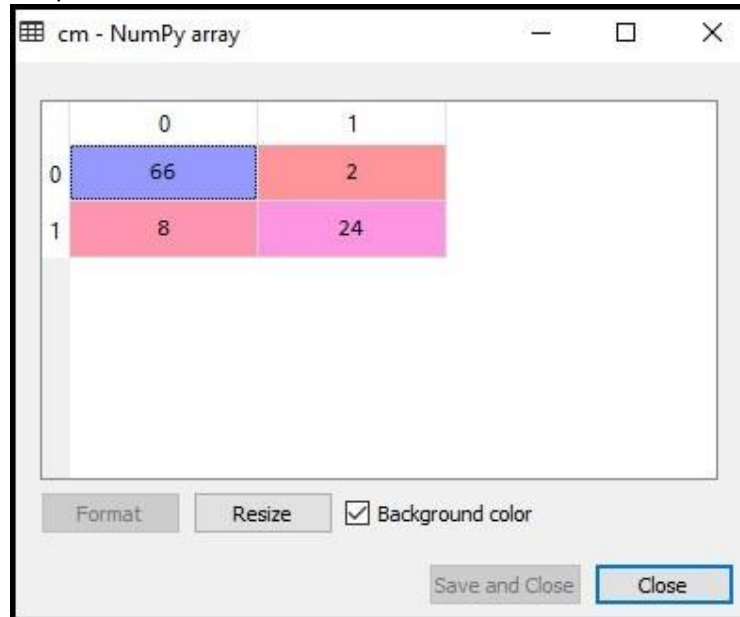 cm - NumPy array
0 1
0 66 2
1 8 24
Format Resize Background color
Save and Close Close